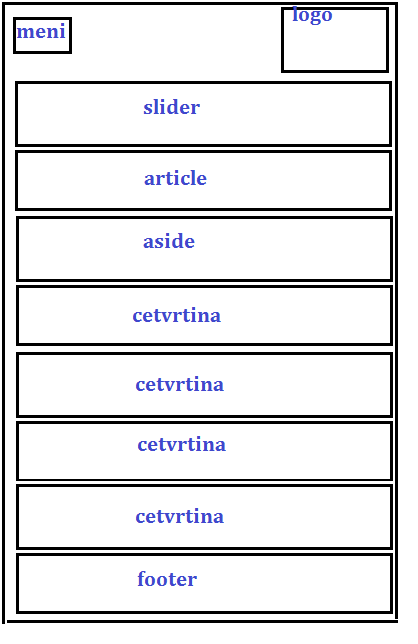 meni
logo
slider
article
aside
cetvrtina
cetvrtina
cetvrtina
cetvrtina
footer